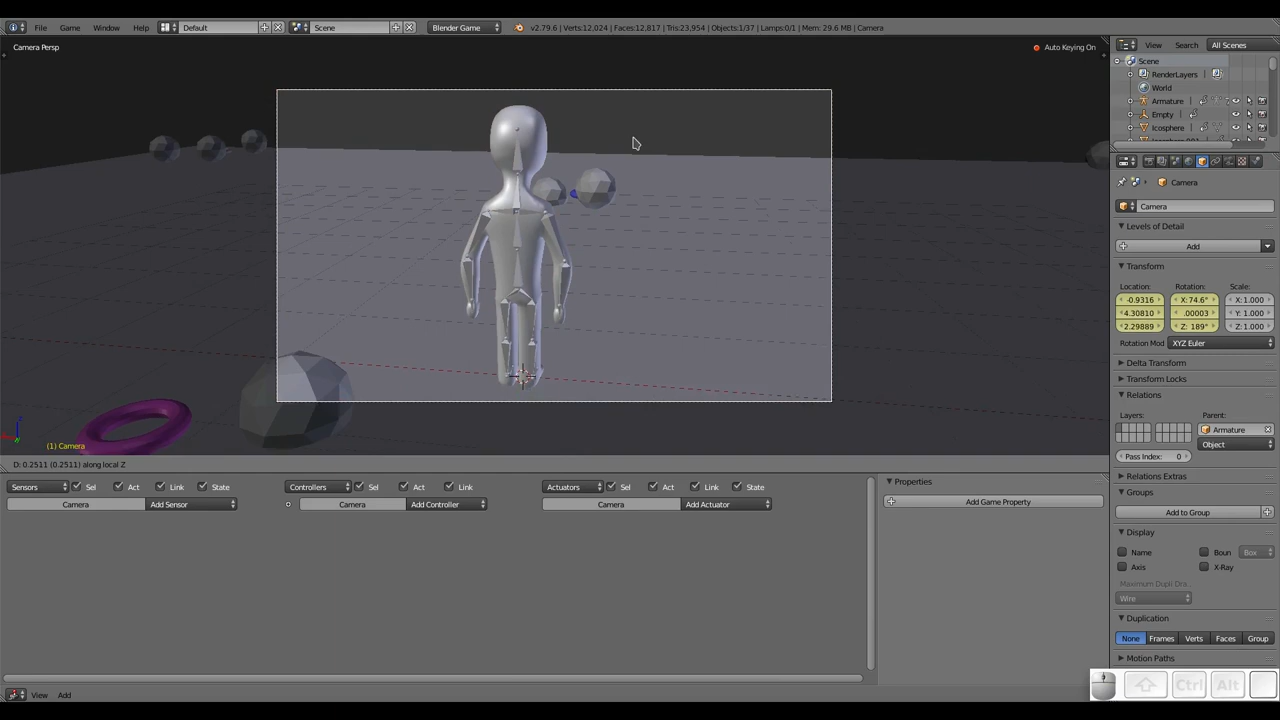 File Render Window Help Default Scene Blender Game v2.79.6 | Verts:12,024 | Faces:12,817 | Tris:23,954 | Objects:1/37 | Lamps:0/1 | Mem: 29.6 MB | Camera
Camera Persp
Auto Keying On
View Search All Scenes
Scene
RenderLayers
World
Armature
Empty
Icosphere
Camera
Camera
Levels of Detail
Add
Transform
Location: Rotation: Scale:
-0.9316 X:74.6° X:1.000
4.30810 .00003 Y: 1.000
2.29889 Z: 189° Z: 1.000
Rotation Mod XYZ Euler
Delta Transform
Transform Locks
Relations
Layers: Parent:
Armature
Object
Pass Index: 0
Relations Extras
Groups
Add to Group
Display
Name Boun Box
Axis X-Ray
Maximum Dupli Dra..
Wire
Duplication
None Frames Verts Faces Group
Motion Paths
(1) Camera
D: 0.2511 (0.2511) along local Z
Sensors Sel Act Link State Controllers Sel Act Link Actuators Sel Act Link State
Camera Add Sensor Camera Add Controller Camera Add Actuator
Properties
Add Game Property
View Add
Ctrl Alt